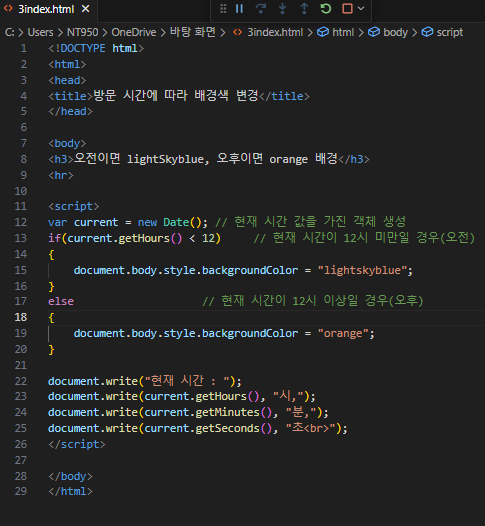 3index.html
C: > Users > NT950 > OneDrive > 바탕 화면 > 3index.html > html > body > script
1 <!DOCTYPE html>
2 <html>
3 <head>
4 <title>방문 시간에 따라 배경색 변경</title>
5 </head>
6
7 <body>
8 <h3>오전이면 lightSkyblue, 오후이면 orange 배경</h3>
9 <hr>
10
11 <script>
12 var current = new Date(); // 현재 시간 값을 가진 객체 생성
13 if(current.getHours() < 12) // 현재 시간이 12시 미만일 경우(오전)
14 {
15 document.body.style.backgroundColor = "lightskyblue";
16 }
17 else // 현재 시간이 12시 이상일 경우(오후)
18 {
19 document.body.style.backgroundColor = "orange";
20 }
21
22 document.write("현재 시간 : ");
23 document.write(current.getHours(), "시,");
24 document.write(current.getMinutes(), "분,");
25 document.write(current.getSeconds(), "초<br>");
26 </script>
27
28 </body>
29 </html>